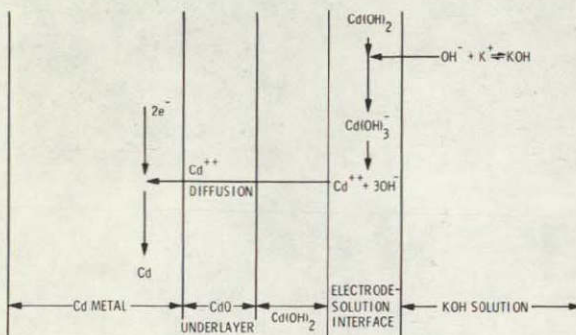 Cd(OH)₂
OH⁻ + K⁺ ⇌ KOH
2e⁻
Cd(OH)₃⁻
Cd⁺⁺
Cd⁺⁺ + 3OH⁻
DIFFUSION
Cd
ELECTRODE-
SOLUTION
INTERFACE
Cd METAL
CdO
UNDERLAYER
Cd(OH)₂
KOH SOLUTION